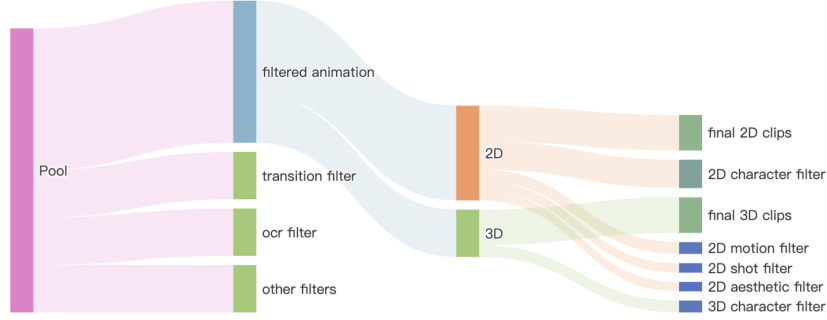 Pool
filtered animation
transition filter
ocr filter
other filters
2D
3D
final 2D clips
2D character filter
final 3D clips
2D motion filter
2D shot filter
2D aesthetic filter
3D character filter